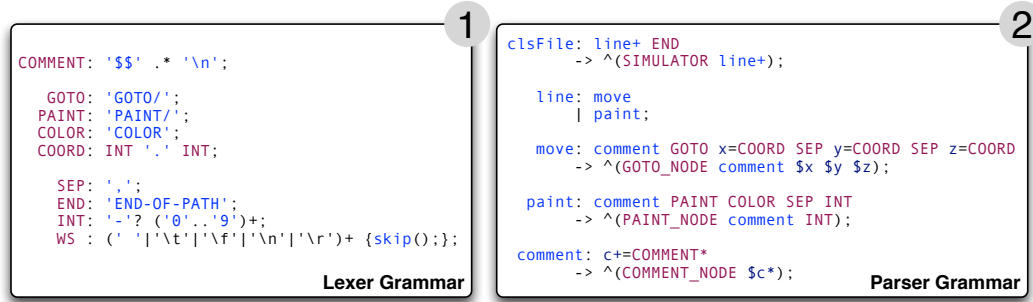 1
COMMENT: '$$' .* '\n';
GOTO: 'GOTO/';
PAINT: 'PAINT/';
COLOR: 'COLOR';
COORD: INT '.' INT;
SEP: ',';
END: 'END-OF-PATH';
INT: '-'? ('0'..'9')+;
WS : (' '|'\t'|'\f'|'\n'|'\r')+ {skip();};
Lexer Grammar
2
clsFile: line+ END
-> ^(SIMULATOR line+);
line: move
| paint;
move: comment GOTO x=COORD SEP y=COORD SEP z=COORD
-> ^(GOTO_NODE comment $x $y $z);
paint: comment PAINT COLOR SEP INT
-> ^(PAINT_NODE comment INT);
comment: c+=COMMENT*
-> ^(COMMENT_NODE $c*);
Parser Grammar